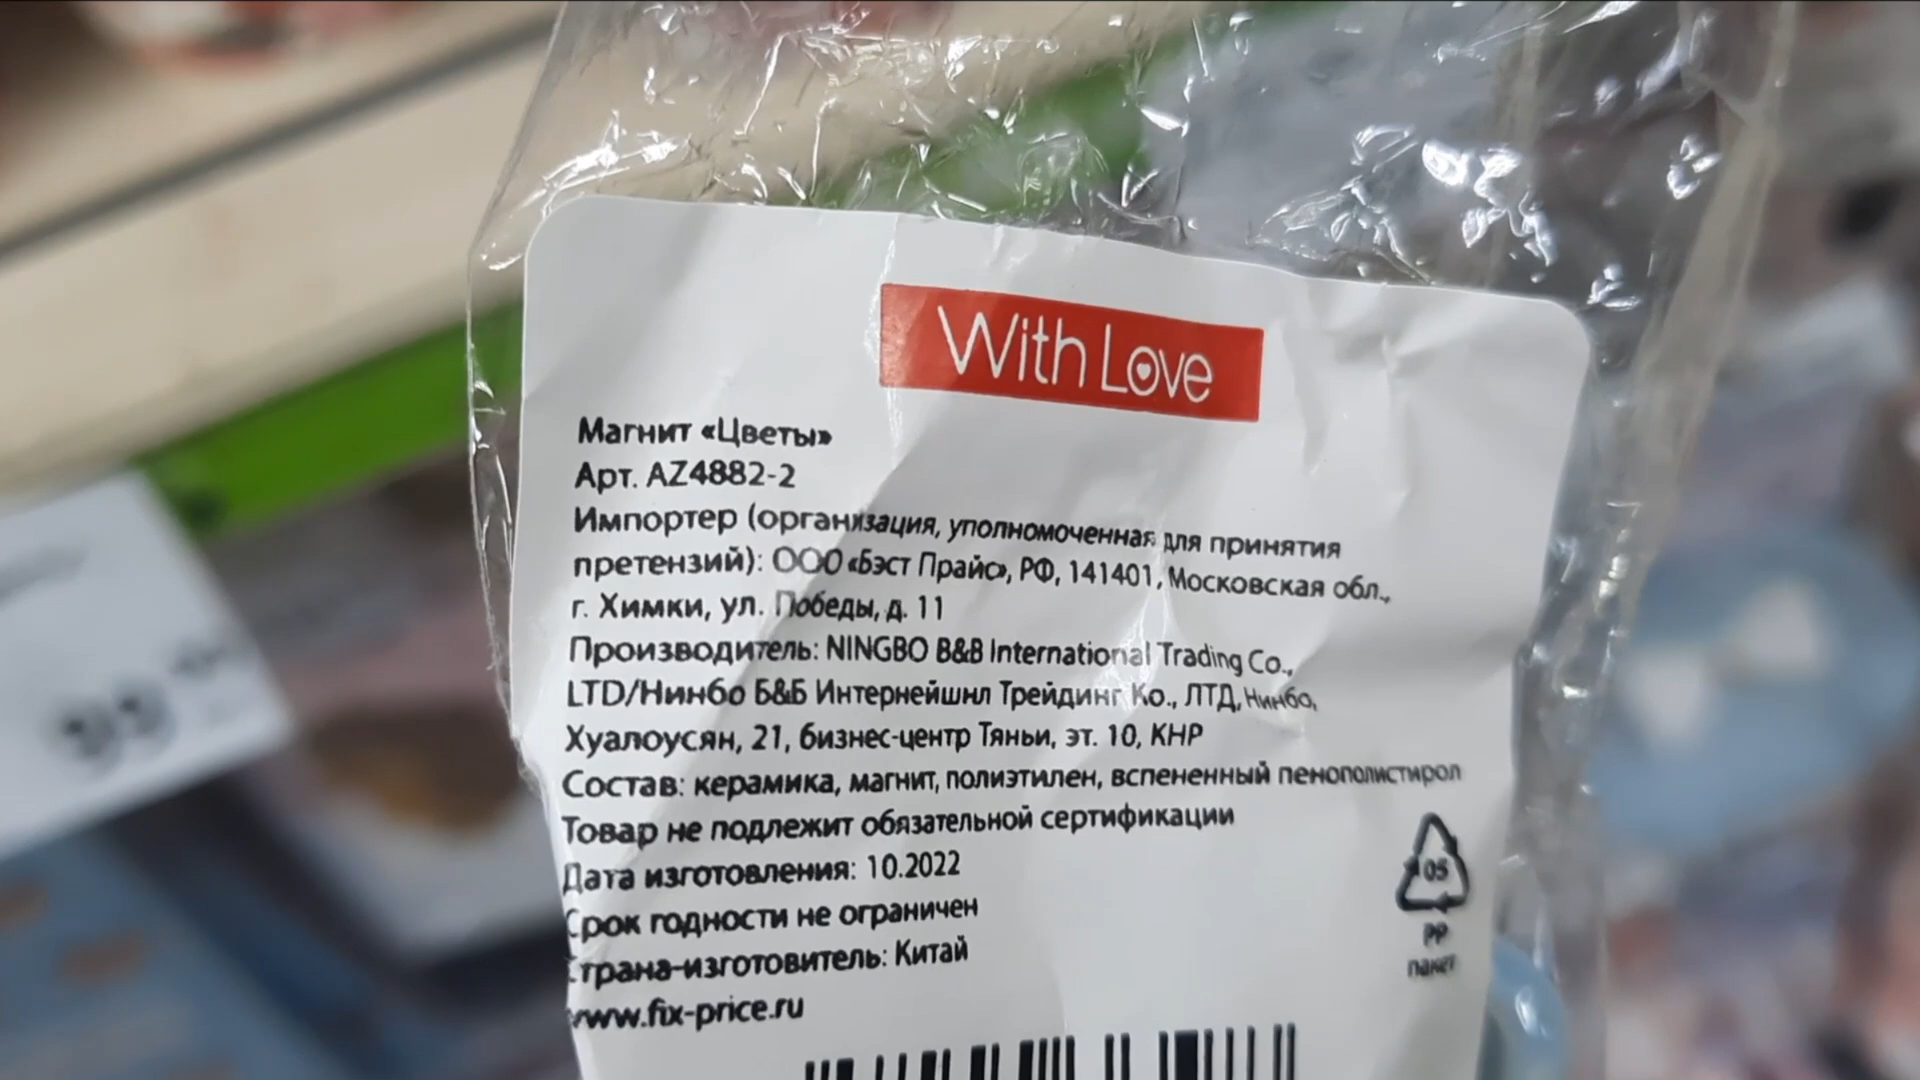 With Love
Магнит «Цветы»
Арт. AZ4882-2
Импортер (организация, уполномоченная для принятия
претензий): ООО «Бэст Прайс», РФ, 141401, Московская обл.,
г. Химки, ул. Победы, д. 11
Производитель: NINGBO B&B International Trading Co.,
LTD/Нинбо Б&Б Интернейшнл Трейдинг Ко., ЛТД, Нинбо,
Хуалоусян, 21, бизнес-центр Тяньи, эт. 10, КНР
Состав: керамика, магнит, полиэтилен, вспененный пенополистирол
Товар не подлежит обязательной сертификации
Дата изготовления: 10.2022
Срок годности не ограничен
Страна-изготовитель: Китай
www.fix-price.ru
05
PP
пакет